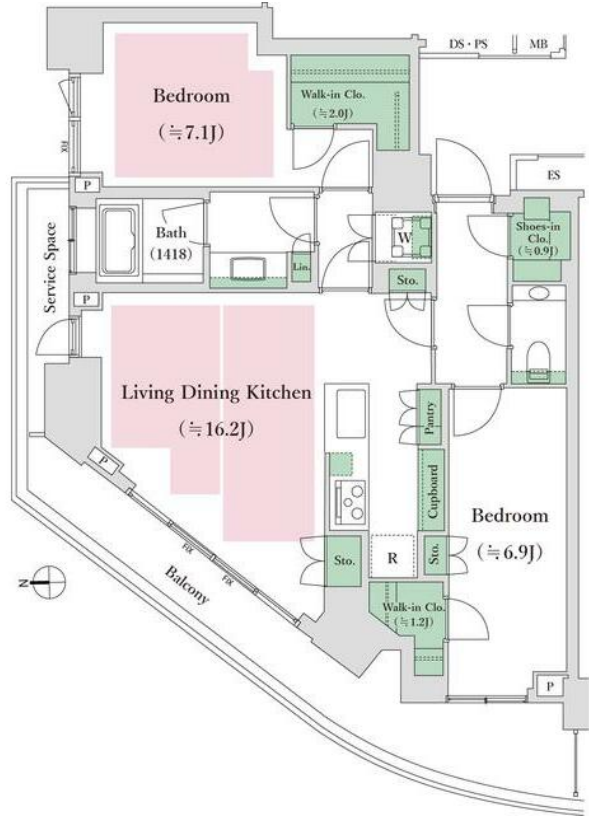 DS・PS
MB
Bedroom
(≒7.1J)
Walk-in Clo.
(≒2.0J)
FIX
P
ES
Shoes-in
Clo.
(≒0.9J)
Bath
(1418)
W
Lin.
Sto.
Service Space
P
Living Dining Kitchen
(≒16.2J)
Pantry
Cupboard
Bedroom
(≒6.9J)
P
FIX
FIX
Sto.
R
Sto.
N
Balcony
Walk-in Clo.
(≒1.2J)
P